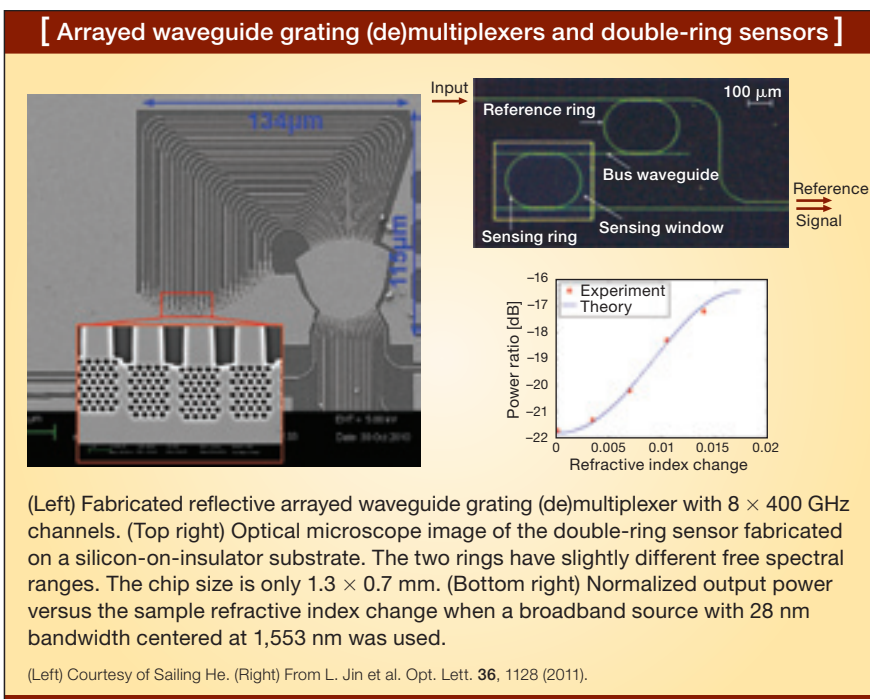 [ Arrayed waveguide grating (de)multiplexers and double-ring sensors ]
134µm
115µm
Input
100 µm
Reference ring
Bus waveguide
Reference
Signal
Sensing window
Sensing ring
−16
−17
−18
−19
−20
−21
−22
Power ratio [dB]
Experiment
Theory
0 0.005 0.01 0.015 0.02
Refractive index change
(Left) Fabricated reflective arrayed waveguide grating (de)multiplexer with 8 × 400 GHz
channels. (Top right) Optical microscope image of the double-ring sensor fabricated
on a silicon-on-insulator substrate. The two rings have slightly different free spectral
ranges. The chip size is only 1.3 × 0.7 mm. (Bottom right) Normalized output power
versus the sample refractive index change when a broadband source with 28 nm
bandwidth centered at 1,553 nm was used.
(Left) Courtesy of Sailing He. (Right) From L. Jin et al. Opt. Lett. 36, 1128 (2011).